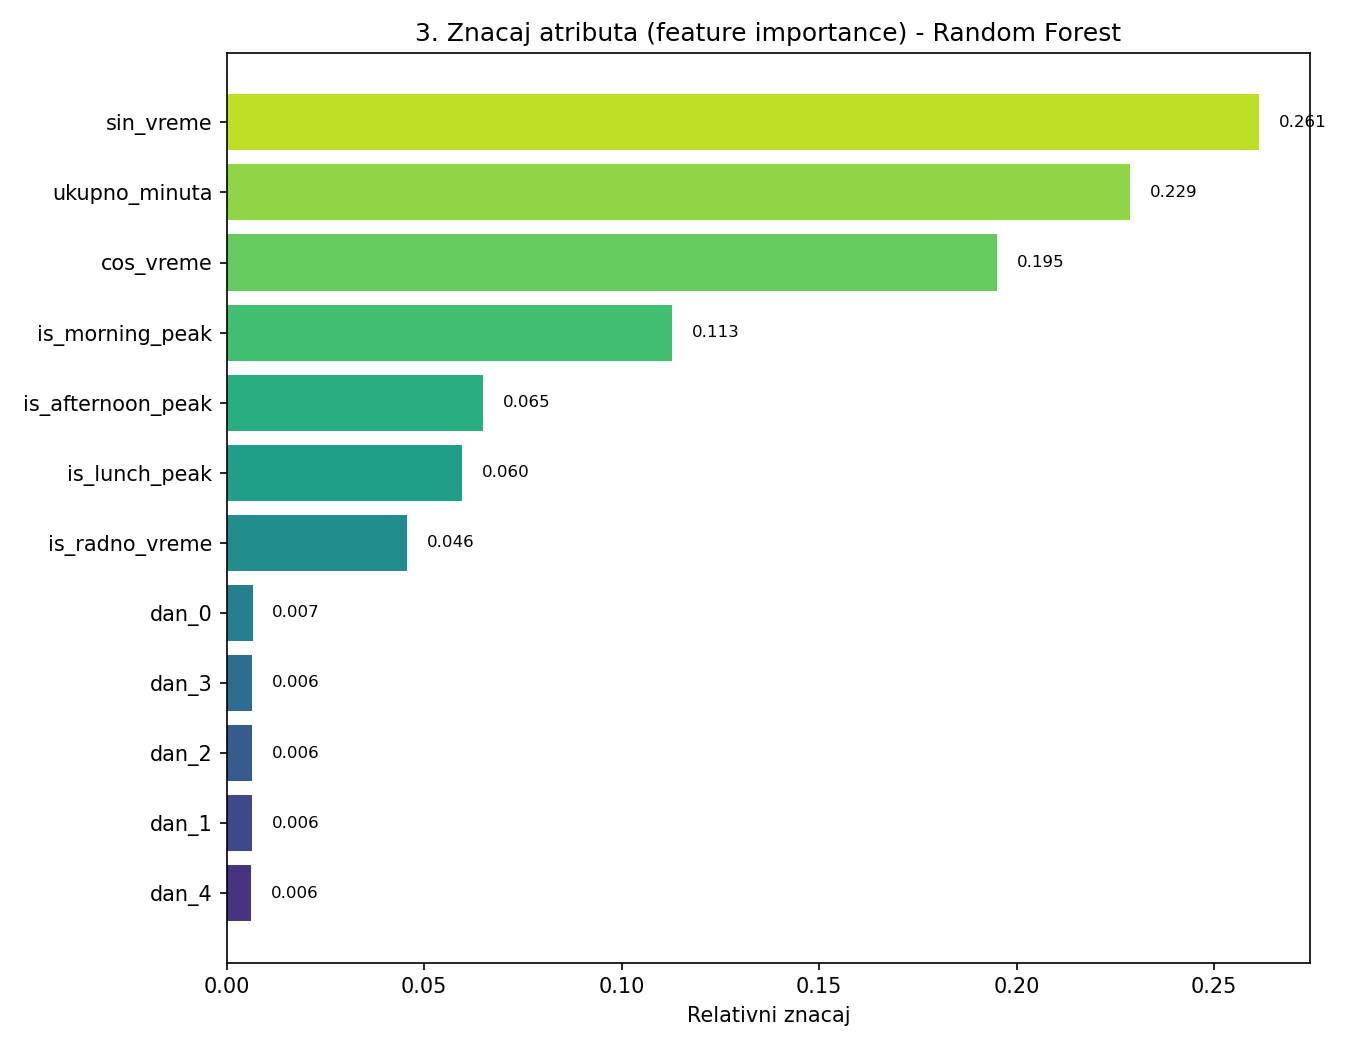 3. Znacaj atributa (feature importance) - Random Forest
sin_vreme 0.261
ukupno_minuta 0.229
cos_vreme 0.195
is_morning_peak 0.113
is_afternoon_peak 0.065
is_lunch_peak 0.060
is_radno_vreme 0.046
dan_0 0.007
dan_3 0.006
dan_2 0.006
dan_1 0.006
dan_4 0.006
0.00 0.05 0.10 0.15 0.20 0.25
Relativni znacaj